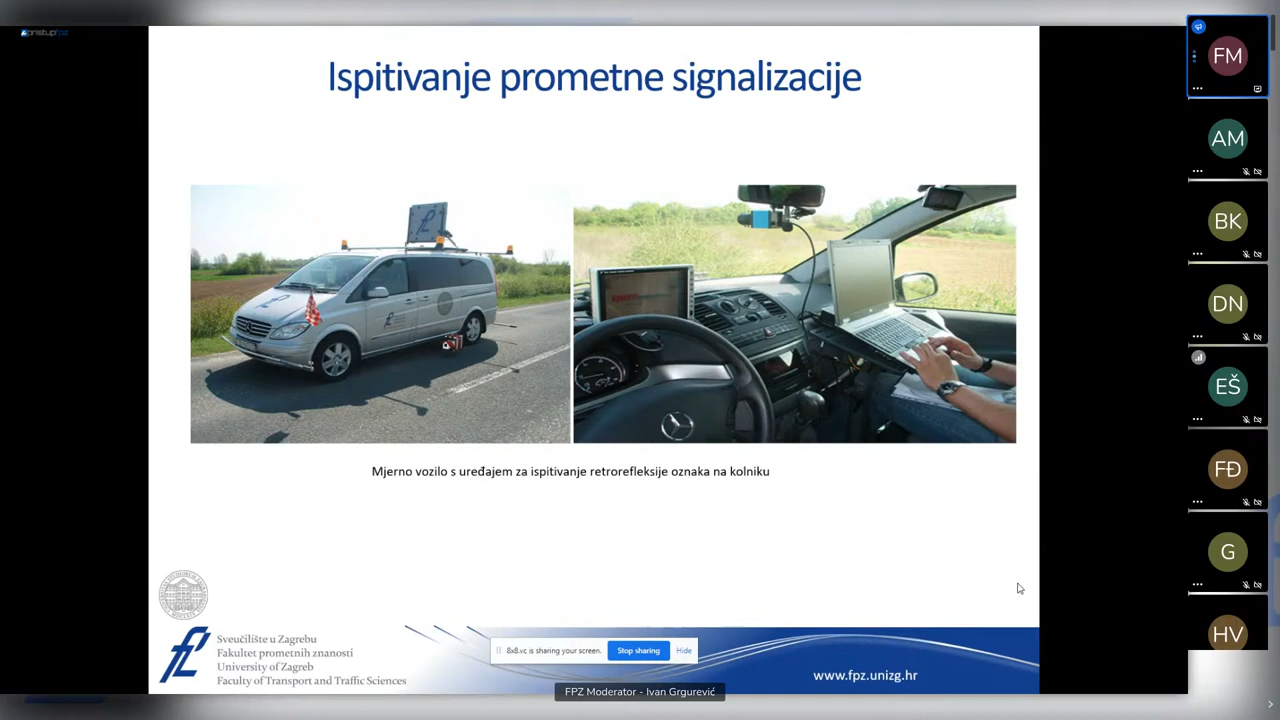 pristupfpz
Ispitivanje prometne signalizacije
Mjerno vozilo s uređajem za ispitivanje retrorefleksije oznaka na kolniku
Sveučilište u Zagrebu
Fakultet prometnih znanosti
University of Zagreb
Faculty of Transport and Traffic Sciences
8x8.vc is sharing your screen.
Stop sharing
Hide
www.fpz.unizg.hr
FPZ Moderator - Ivan Grgurević
FM
AM
BK
DN
EŠ
FĐ
G
HV